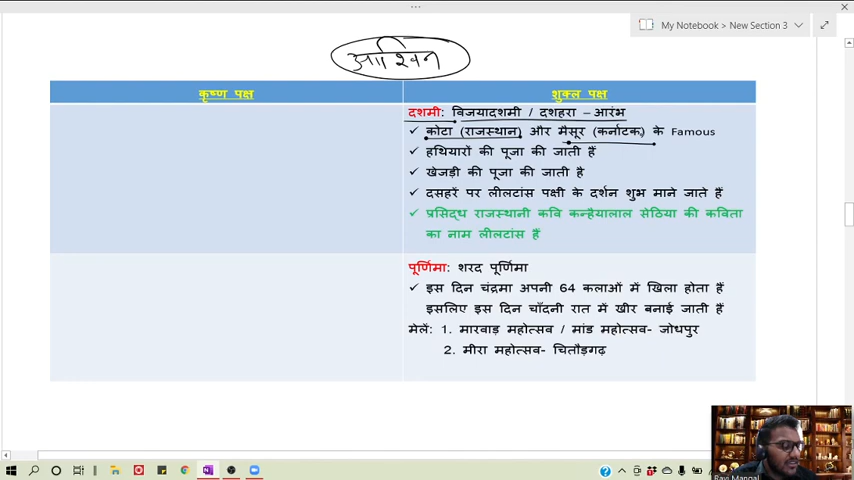 My Notebook > New Section 3
आश्विन
कृष्ण पक्ष
शुक्ल पक्ष
दशमी: विजयादशमी / दशहरा – आरंभ
✓ कोटा (राजस्थान) और मैसूर (कर्नाटक) के Famous
✓ हथियारों की पूजा की जाती हैं
✓ खेजड़ी की पूजा की जाती है
✓ दसहरें पर लीलटांस पक्षी के दर्शन शुभ माने जाते हैं
✓ प्रसिद्ध राजस्थानी कवि कन्हैयालाल सेठिया की कविता
का नाम लीलटांस हैं
पूर्णिमा: शरद पूर्णिमा
✓ इस दिन चंद्रमा अपनी 64 कलाओं में खिला होता हैं
इसलिए इस दिन चाँदनी रात में खीर बनाई जाती हैं
मेलें: 1. मारवाड़ महोत्सव / मांड महोत्सव- जोधपुर
2. मीरा महोत्सव- चितौड़गढ़
Ravi Mangal